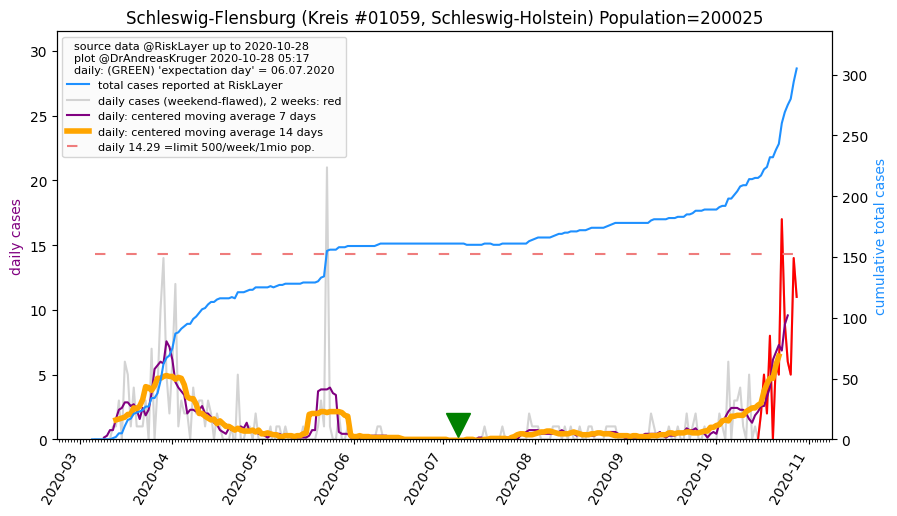 Schleswig-Flensburg (Kreis #01059, Schleswig-Holstein) Population=200025
source data @RiskLayer up to 2020-10-28
plot @DrAndreasKruger 2020-10-28 05:17
daily: (GREEN) 'expectation day' = 06.07.2020
total cases reported at RiskLayer
daily cases (weekend-flawed), 2 weeks: red
daily: centered moving average 7 days
daily: centered moving average 14 days
daily 14.29 =limit 500/week/1mio pop.
daily cases
30
25
20
15
10
5
0
cumulative total cases
300
250
200
150
100
50
0
2020-03
2020-04
2020-05
2020-06
2020-07
2020-08
2020-09
2020-10
2020-11